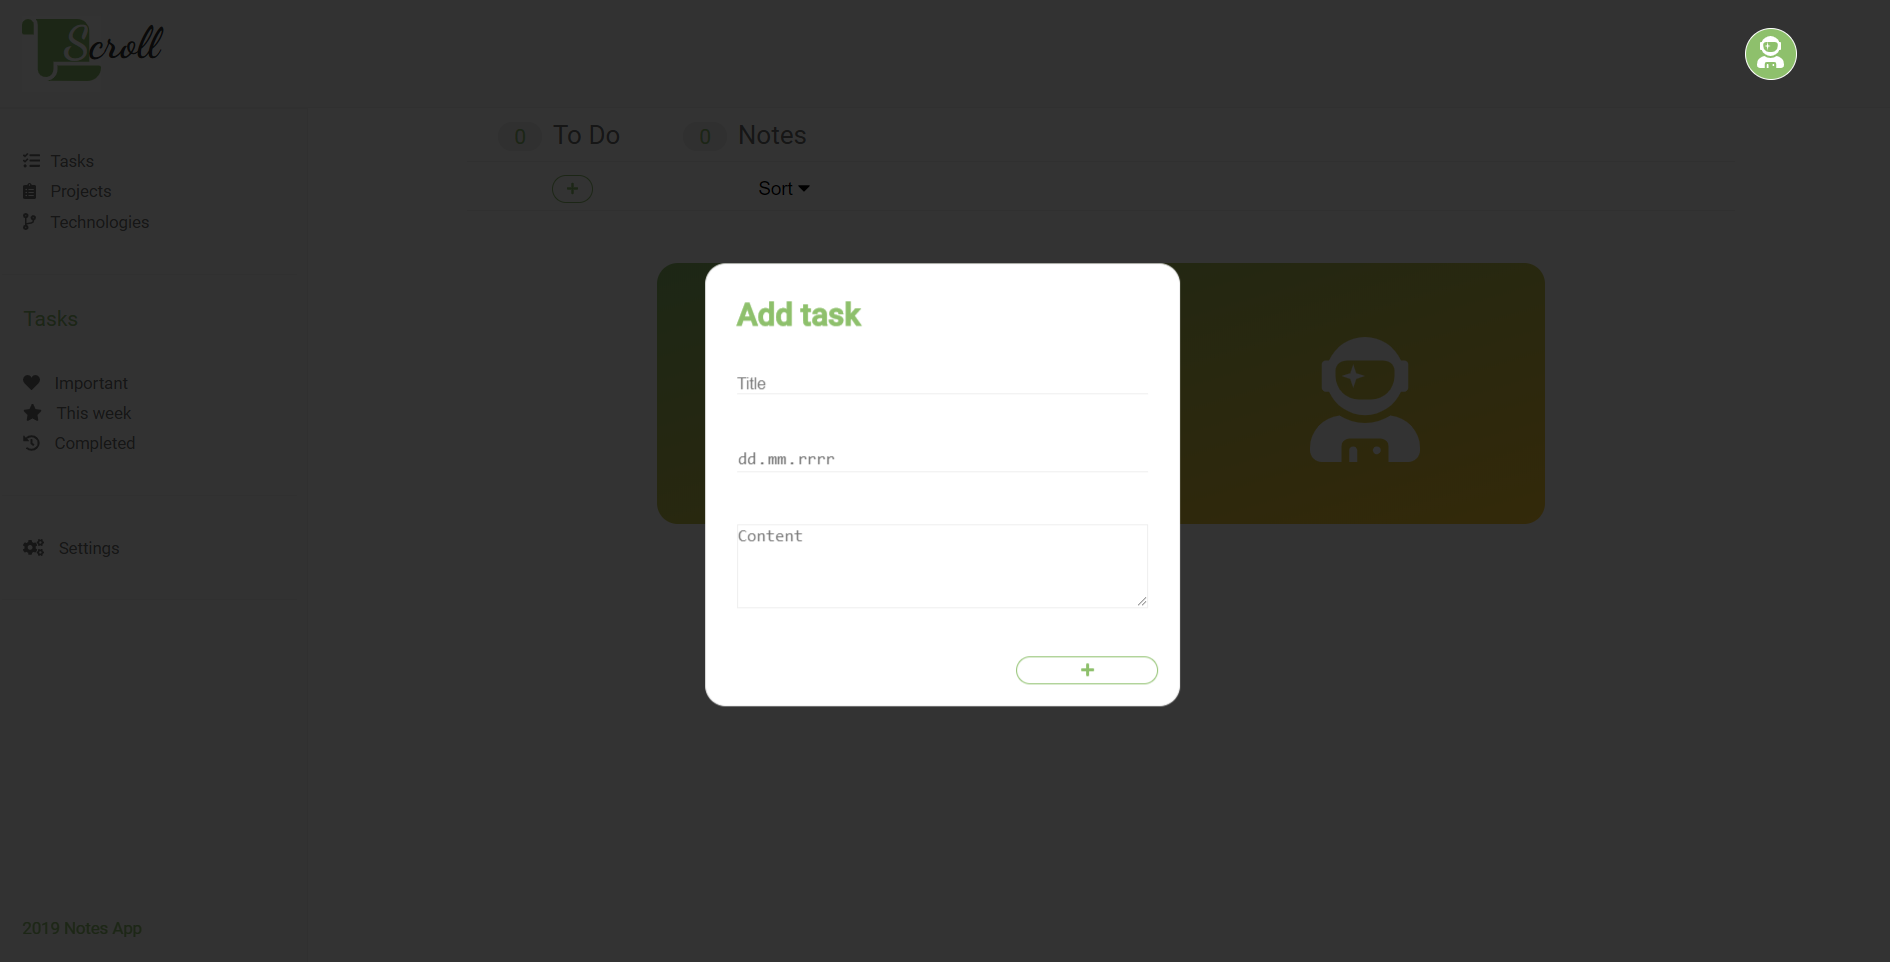 Scroll
0 To Do 0 Notes
+ Sort
Tasks
Projects
Technologies
Tasks
Important
This week
Completed
Settings
2019 Notes App
Add task
Title
dd.mm.rrrr
Content
+